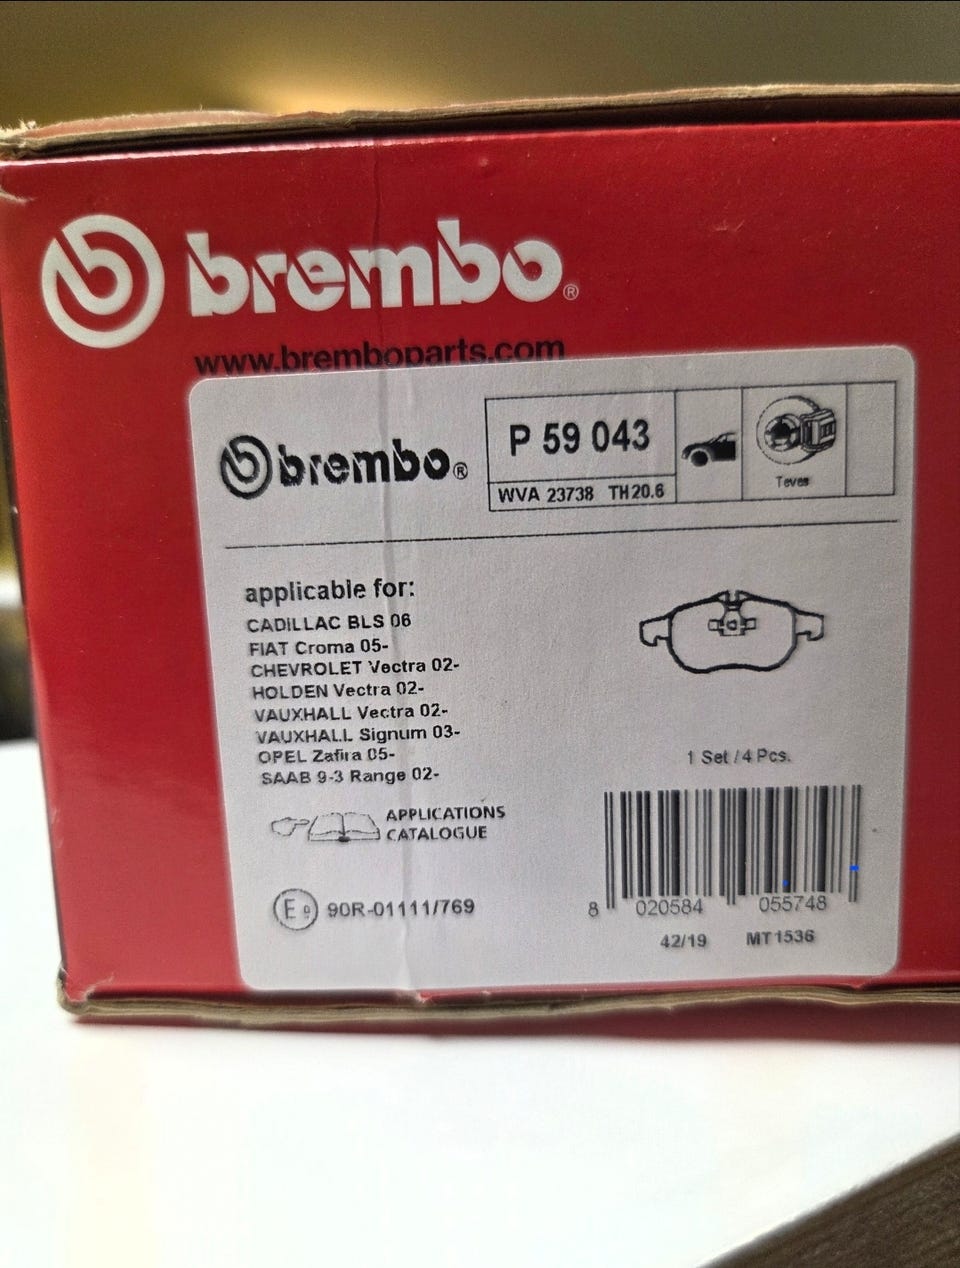 brembo®
www.bremboparts.com
brembo®
P 59 043
WVA 23738 TH20.6
Teves
applicable for:
CADILLAC BLS 06
FIAT Croma 05-
CHEVROLET Vectra 02-
HOLDEN Vectra 02-
VAUXHALL Vectra 02-
VAUXHALL Signum 03-
OPEL Zafira 05-
SAAB 9-3 Range 02-
1 Set / 4 Pcs.
APPLICATIONS
CATALOGUE
E9 90R-01111/769
8 020584 055748
42/19 MT1536